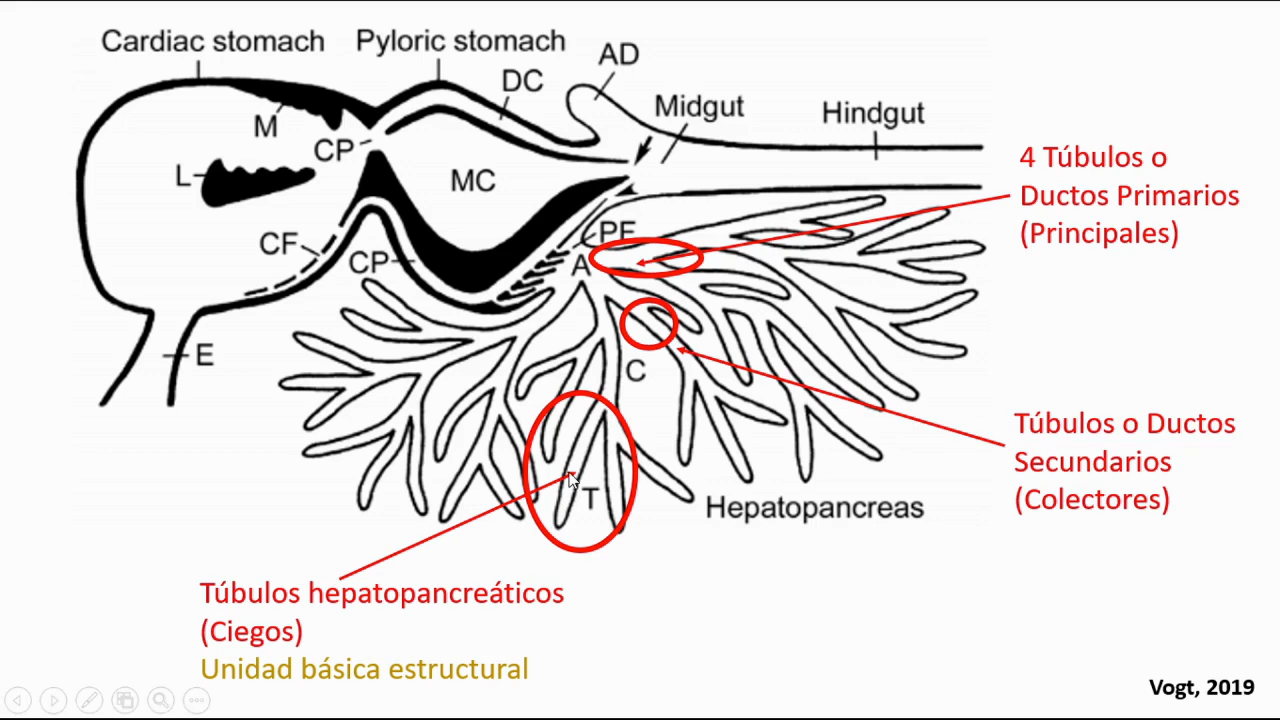 Cardiac stomach
Pyloric stomach
AD
DC
Midgut
Hindgut
M
CP
L
MC
4 Túbulos o
Ductos Primarios
(Principales)
CF
CP
CPF
A
E
C
Túbulos o Ductos
Secundarios
(Colectores)
T
Hepatopancreas
Túbulos hepatopancreáticos
(Ciegos)
Unidad básica estructural
Vogt, 2019